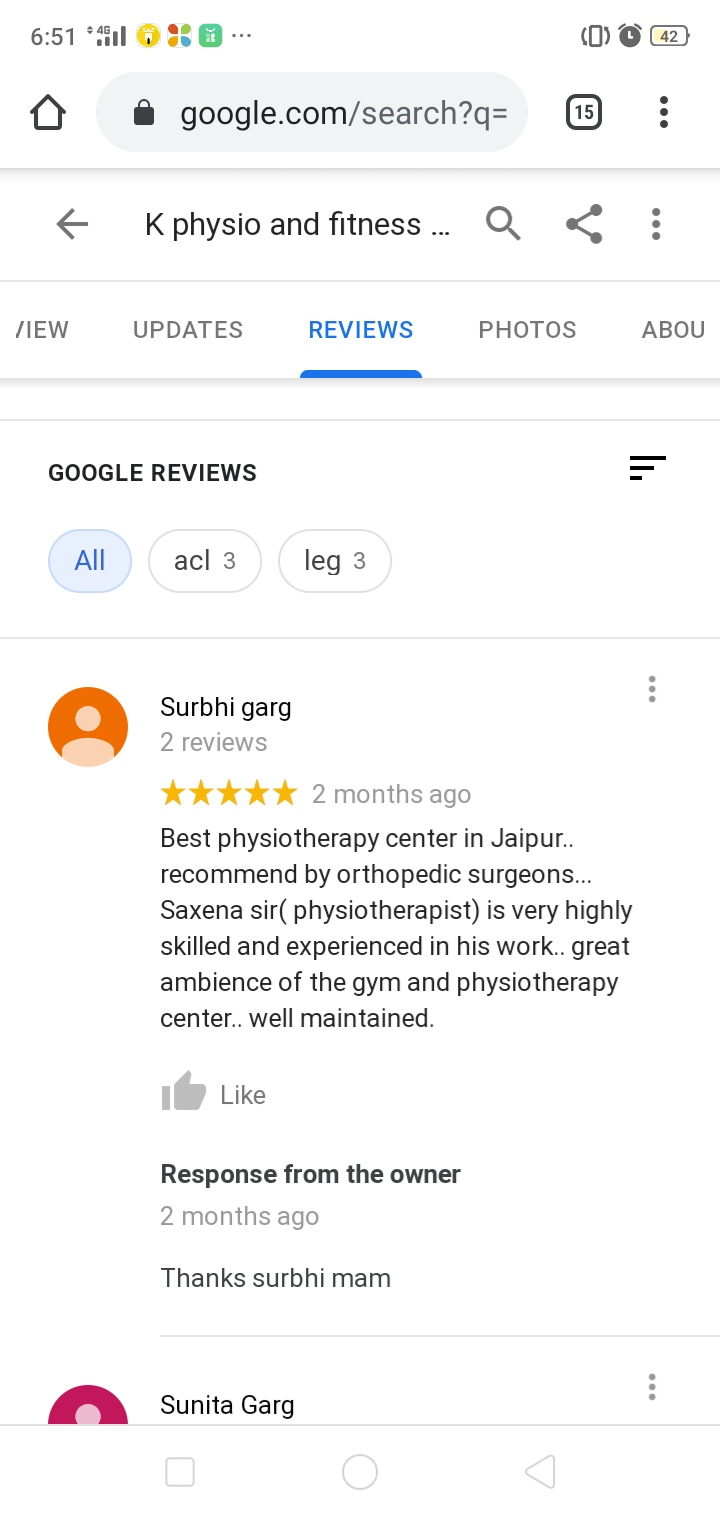 6:51 4G 42
google.com/search?q= 15
K physio and fitness ...
VIEW UPDATES REVIEWS PHOTOS ABOU
GOOGLE REVIEWS
All acl 3 leg 3
Surbhi garg
2 reviews
2 months ago
Best physiotherapy center in Jaipur..
recommend by orthopedic surgeons...
Saxena sir( physiotherapist) is very highly
skilled and experienced in his work.. great
ambience of the gym and physiotherapy
center.. well maintained.
Like
Response from the owner
2 months ago
Thanks surbhi mam
Sunita Garg